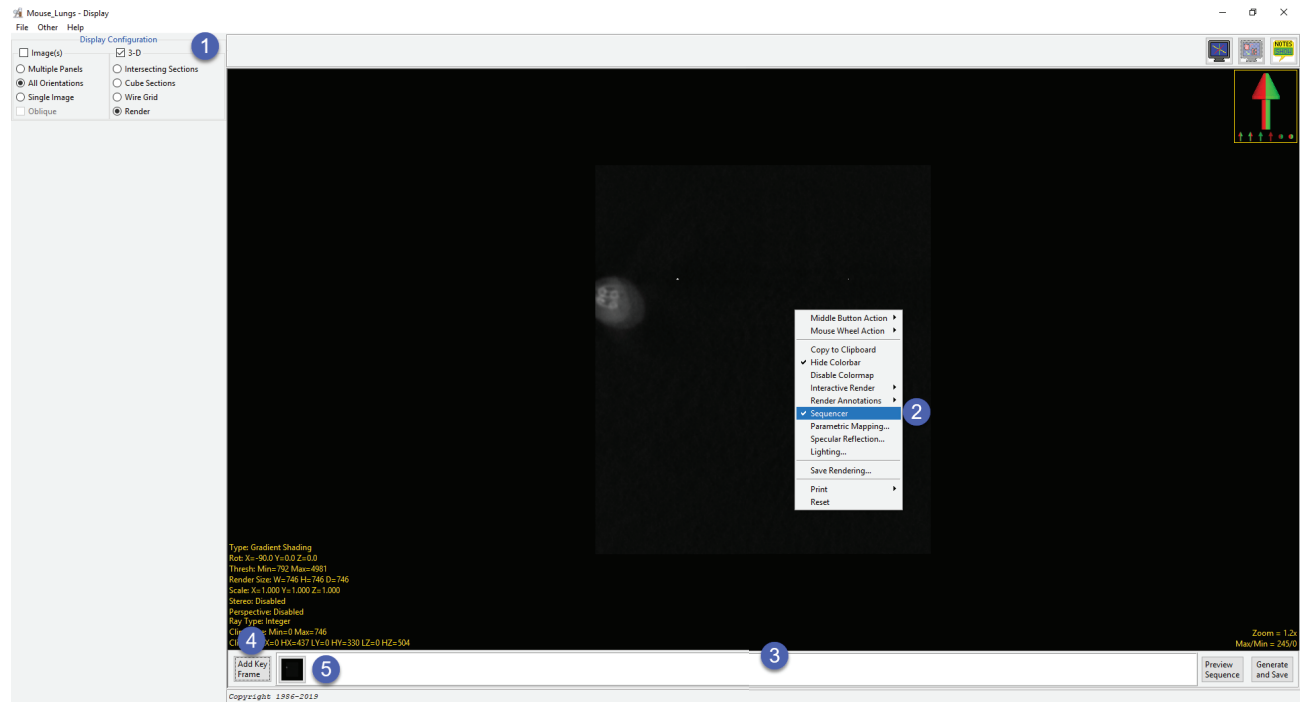 Mouse_Lungs - Display
File Other Help
Display Configuration
Image(s)
3-D
1
Multiple Panels
Intersecting Sections
All Orientations
Cube Sections
Single Image
Wire Grid
Oblique
Render
NOTES
SHOW
Middle Button Action
Mouse Wheel Action
Copy to Clipboard
Hide Colorbar
Disable Colormap
Interactive Render
Render Annotations
Sequencer
2
Parametric Mapping...
Specular Reflection...
Lighting...
Save Rendering...
Print
Reset
Type: Gradient Shading
Rot: X= -90.0 Y=0.0 Z=0.0
Thresh: Min=792 Max=4981
Render Size: W=746 H=746 D=746
Scale: X=1.000 Y=1.000 Z=1.000
Stereo: Disabled
Perspective: Disabled
Ray Type: Integer
Min=0 Max=746
X=0 HX=437 LY=0 HY=330 LZ=0 HZ=504
Zoom = 1.2x
Max/Min = 245/0
4
3
Add Key
Frame
5
Preview
Sequence
Generate
and Save
Copyright 1986-2019